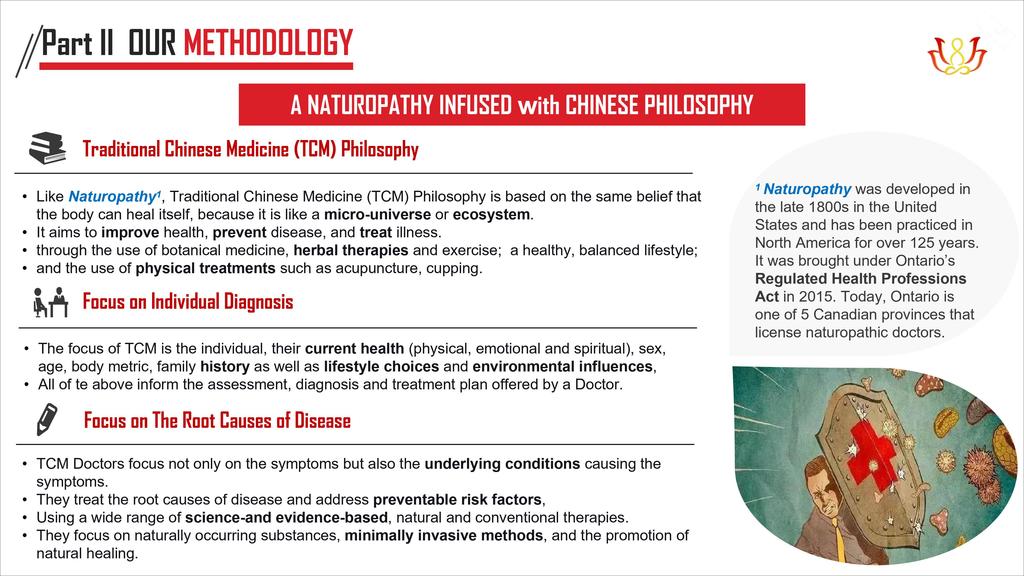 Part II OUR METHODOLOGY
A NATUROPATHY INFUSED with CHINESE PHILOSOPHY
Traditional Chinese Medicine (TCM) Philosophy
• Like Naturopathy¹, Traditional Chinese Medicine (TCM) Philosophy is based on the same belief that
the body can heal itself, because it is like a micro-universe or ecosystem.
• It aims to improve health, prevent disease, and treat illness.
• through the use of botanical medicine, herbal therapies and exercise; a healthy, balanced lifestyle;
• and the use of physical treatments such as acupuncture, cupping.
Focus on Individual Diagnosis
• The focus of TCM is the individual, their current health (physical, emotional and spiritual), sex,
age, body metric, family history as well as lifestyle choices and environmental influences,
• All of te above inform the assessment, diagnosis and treatment plan offered by a Doctor.
Focus on The Root Causes of Disease
• TCM Doctors focus not only on the symptoms but also the underlying conditions causing the
symptoms.
• They treat the root causes of disease and address preventable risk factors,
• Using a wide range of science-and evidence-based, natural and conventional therapies.
• They focus on naturally occurring substances, minimally invasive methods, and the promotion of
natural healing.
¹ Naturopathy was developed in
the late 1800s in the United
States and has been practiced in
North America for over 125 years.
It was brought under Ontario’s
Regulated Health Professions
Act in 2015. Today, Ontario is
one of 5 Canadian provinces that
license naturopathic doctors.